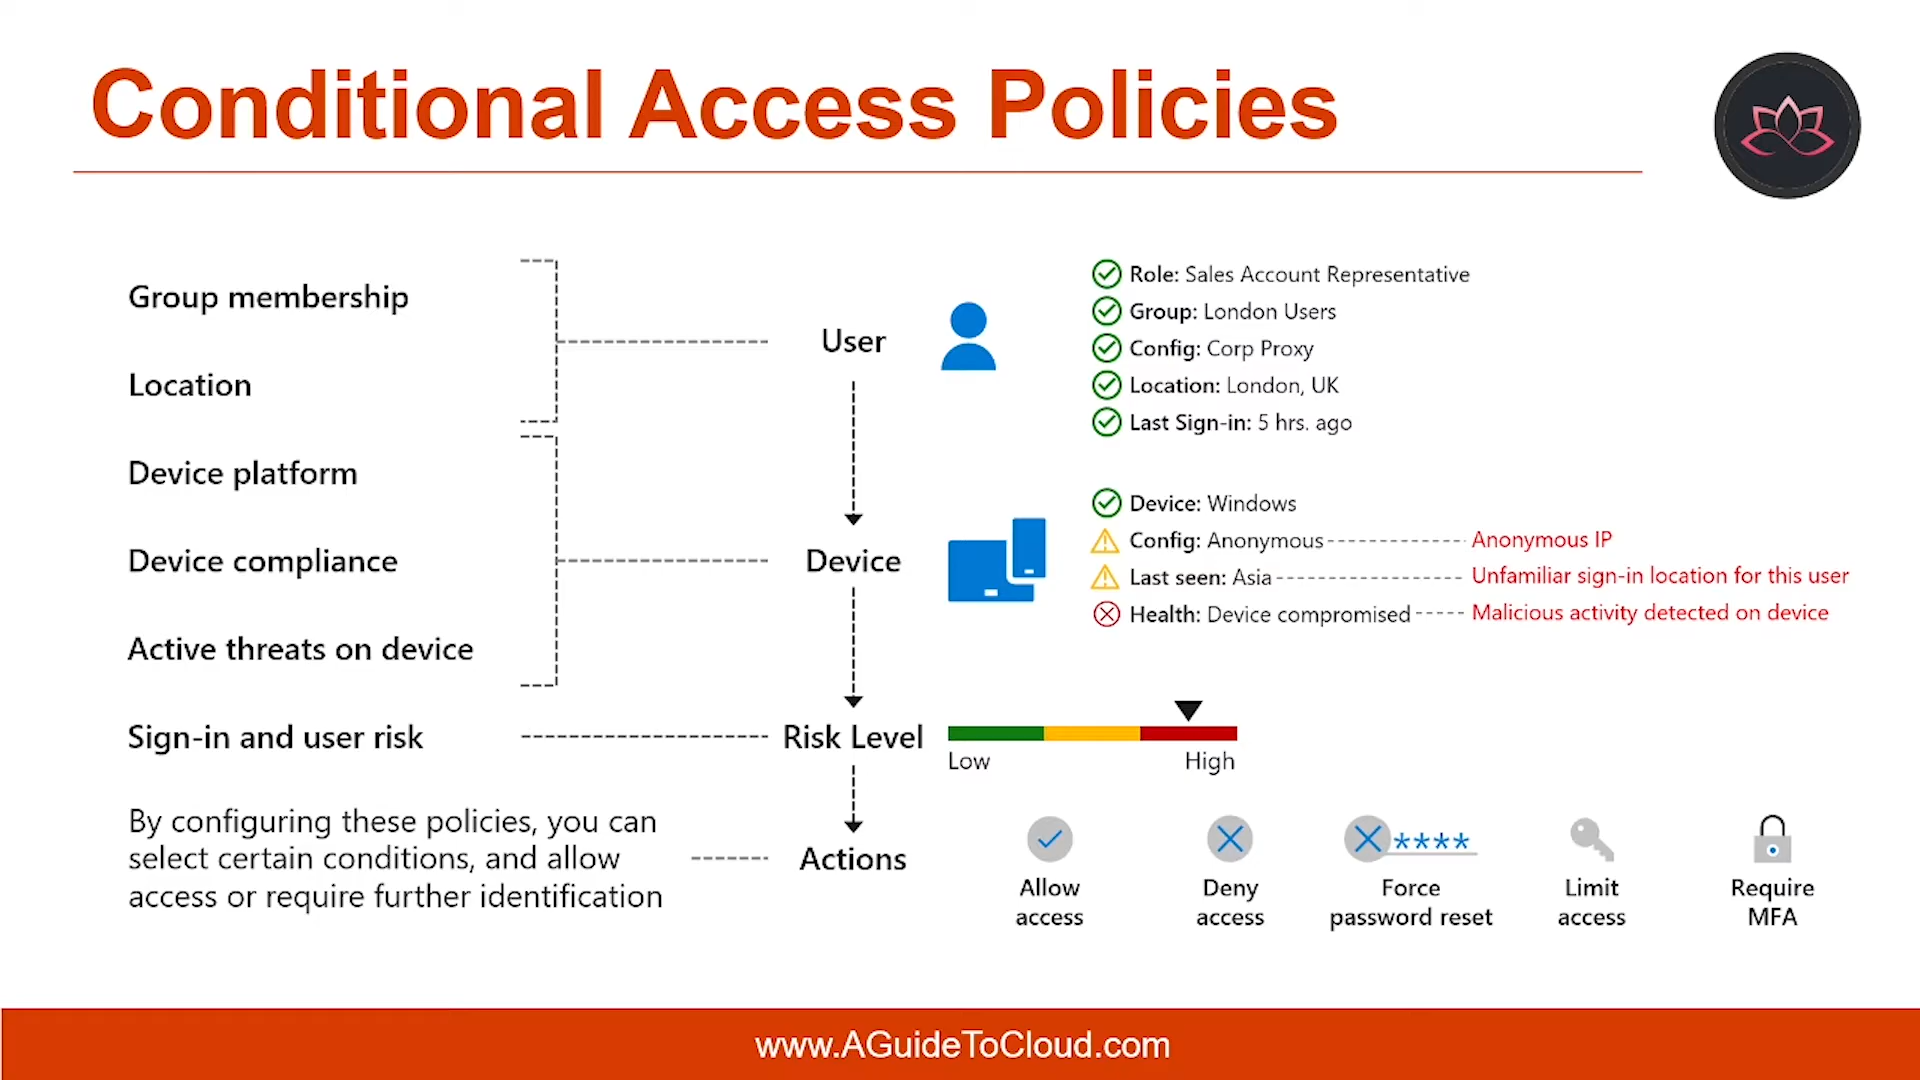 Conditional Access Policies
Group membership
Location
Device platform
Device compliance
Active threats on device
Sign-in and user risk
By configuring these policies, you can
select certain conditions, and allow
access or require further identification
User
Device
Risk Level
Actions
Role: Sales Account Representative
Group: London Users
Config: Corp Proxy
Location: London, UK
Last Sign-in: 5 hrs. ago
Device: Windows
Config: Anonymous
Anonymous IP
Last seen: Asia
Unfamiliar sign-in location for this user
Health: Device compromised
Malicious activity detected on device
Low
High
****
Allow
access
Deny
access
Force
password reset
Limit
access
Require
MFA
www.AGuideToCloud.com